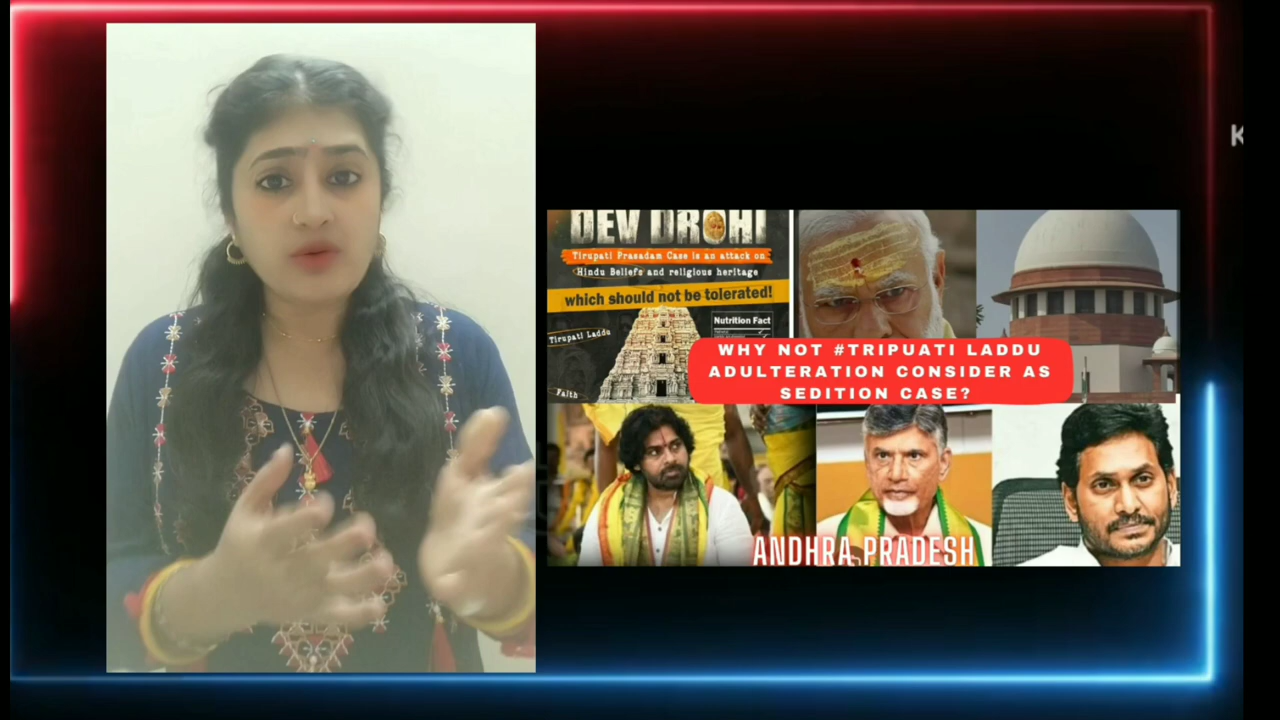 DEV DROHI
Tirupati Prasadam Case is an attack on
Hindu Beliefs and religious heritage
which should not be tolerated!
Nutrition Fact
Tirupati Laddu
Faith
WHY NOT #TRIPUATI LADDU
ADULTERATION CONSIDER AS
SEDITION CASE?
ANDHRA PRADESH
K